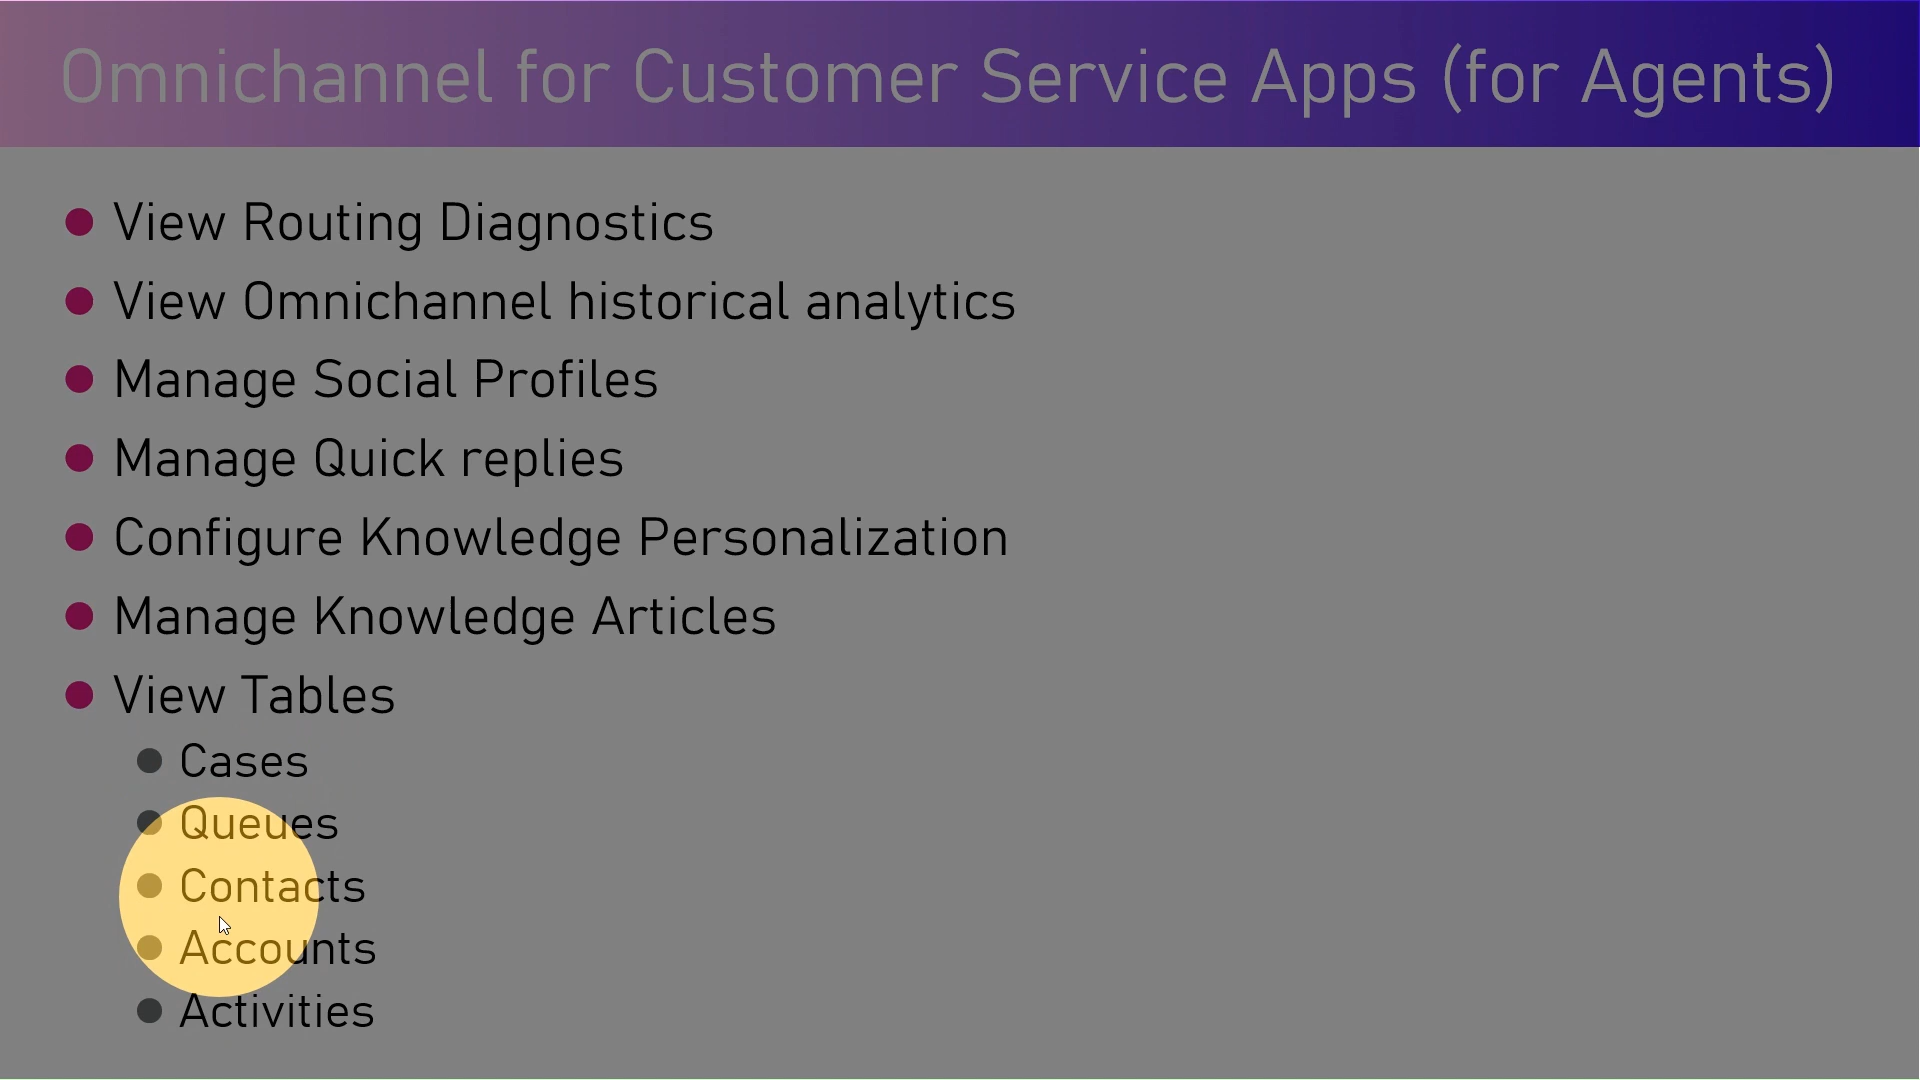 Omnichannel for Customer Service Apps (for Agents)
View Routing Diagnostics
View Omnichannel historical analytics
Manage Social Profiles
Manage Quick replies
Configure Knowledge Personalization
Manage Knowledge Articles
View Tables
Cases
Queues
Contacts
Accounts
Activities